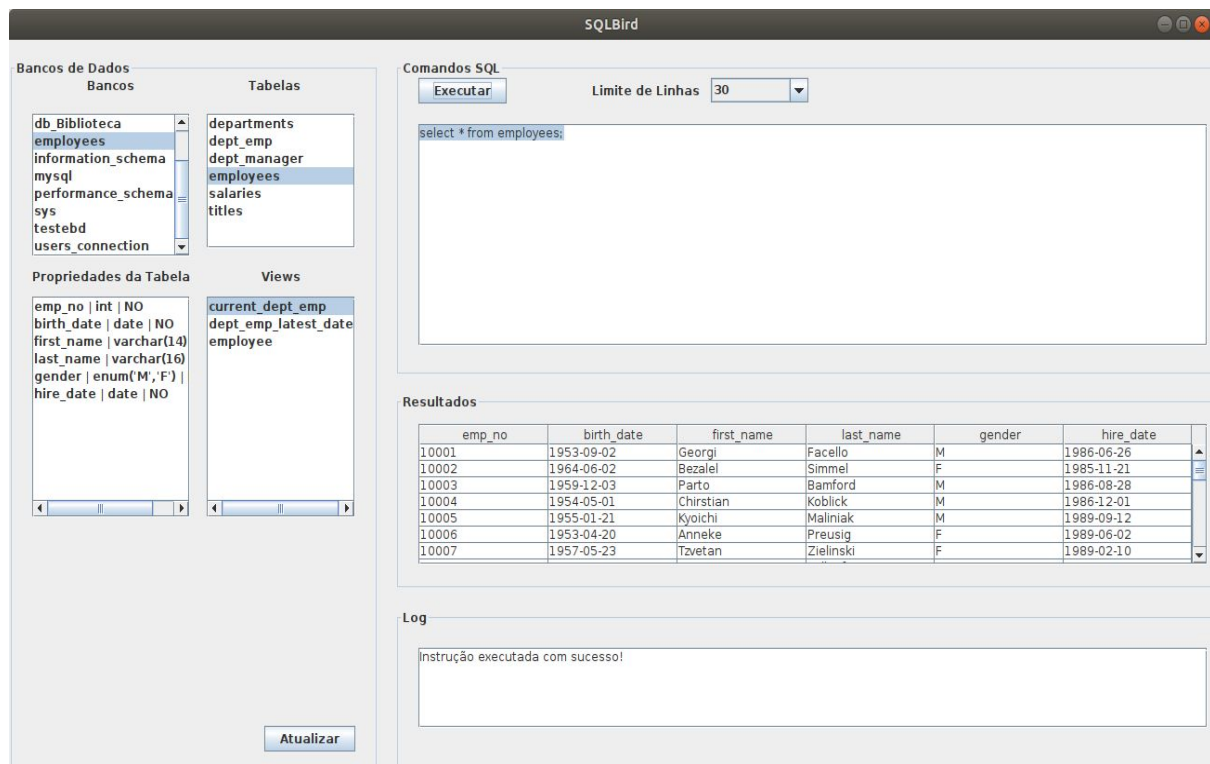 SQLBird
Bancos de Dados
Bancos
Tabelas
db_Biblioteca
employees
information_schema
mysql
performance_schema
sys
testebd
users_connection
departments
dept_emp
dept_manager
employees
salaries
titles
Propriedades da Tabela
Views
emp_no | int | NO
birth_date | date | NO
first_name | varchar(14)
last_name | varchar(16)
gender | enum('M','F') |
hire_date | date | NO
current_dept_emp
dept_emp_latest_date
employee
Atualizar
Comandos SQL
Executar
Limite de Linhas 30
select * from employees;
Resultados
emp_no birth_date first_name last_name gender hire_date
10001 1953-09-02 Georgi Facello M 1986-06-26
10002 1964-06-02 Bezalel Simmel F 1985-11-21
10003 1959-12-03 Parto Bamford M 1986-08-28
10004 1954-05-01 Chirstian Koblick M 1986-12-01
10005 1955-01-21 Kyoichi Maliniak M 1989-09-12
10006 1953-04-20 Anneke Preusig F 1989-06-02
10007 1957-05-23 Tzvetan Zielinski F 1989-02-10
Log
Instrução executada com sucesso!